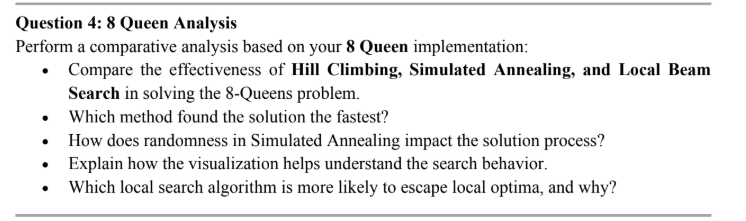 Question 4: 8 Queen Analysis
Perform a comparative analysis based on your 8 Queen implementation:
• Compare the effectiveness of Hill Climbing, Simulated Annealing, and Local Beam
Search in solving the 8-Queens problem.
• Which method found the solution the fastest?
• How does randomness in Simulated Annealing impact the solution process?
• Explain how the visualization helps understand the search behavior.
• Which local search algorithm is more likely to escape local optima, and why?